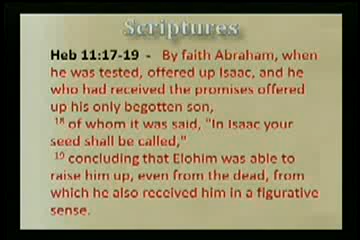 Scriptures
Heb 11:17-19 - By faith Abraham, when
he was tested, offered up Isaac, and he
who had received the promises offered
up his only begotten son,
18 of whom it was said, "In Isaac your
seed shall be called,"
19 concluding that Elohim was able to
raise him up, even from the dead, from
which he also received him in a figurative
sense.